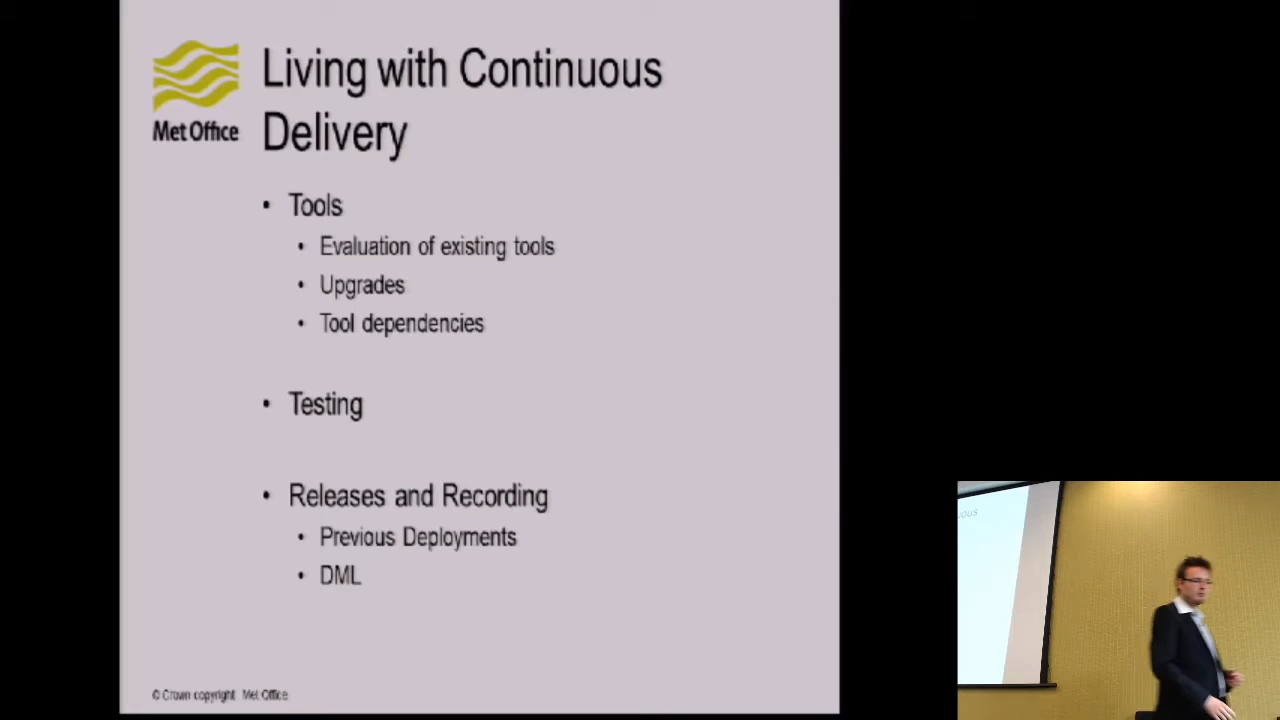 Met Office
Living with Continuous
Delivery
• Tools
• Evaluation of existing tools
• Upgrades
• Tool dependencies
• Testing
• Releases and Recording
• Previous Deployments
• DML
© Crown copyright Met Office
uous